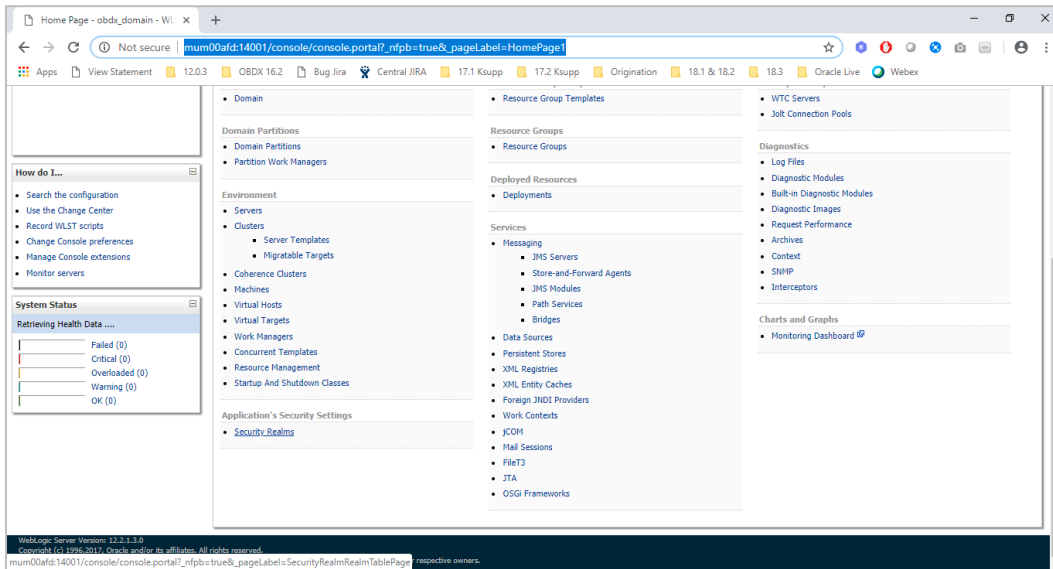 Home Page - obdx_domain - WL
Not secure | mum00afd:14001/console/console.portal?_nfpb=true&_pageLabel=HomePage1
Apps View Statement 12.0.3 OBDX 16.2 Bug Jira Central JIRA 17.1 Ksupp 17.2 Ksupp Origination 18.1 & 18.2 18.3 Oracle Live Webex
How do I...
Search the configuration
Use the Change Center
Record WLST scripts
Change Console preferences
Manage Console extensions
Monitor servers
System Status
Retrieving Health Data ....
Failed (0)
Critical (0)
Overloaded (0)
Warning (0)
OK (0)
Domain
Domain Partitions
Domain Partitions
Partition Work Managers
Environment
Servers
Clusters
Server Templates
Migratable Targets
Coherence Clusters
Machines
Virtual Hosts
Virtual Targets
Work Managers
Concurrent Templates
Resource Management
Startup And Shutdown Classes
Application's Security Settings
Security Realms
Resource Group Templates
Resource Groups
Resource Groups
Deployed Resources
Deployments
Services
Messaging
JMS Servers
Store-and-Forward Agents
JMS Modules
Path Services
Bridges
Data Sources
Persistent Stores
XML Registries
XML Entity Caches
Foreign JNDI Providers
Work Contexts
jCOM
Mail Sessions
FileT3
JTA
OSGi Frameworks
WTC Servers
Jolt Connection Pools
Diagnostics
Log Files
Diagnostic Modules
Built-in Diagnostic Modules
Diagnostic Images
Request Performance
Archives
Context
SNMP
Interceptors
Charts and Graphs
Monitoring Dashboard
WebLogic Server Version: 12.2.1.3.0
Copyright (c) 1996,2017, Oracle and/or its affiliates. All rights reserved.
mum00afd:14001/console/console.portal?_nfpb=true&_pageLabel=SecurityRealmRealmTablePage
respective owners.